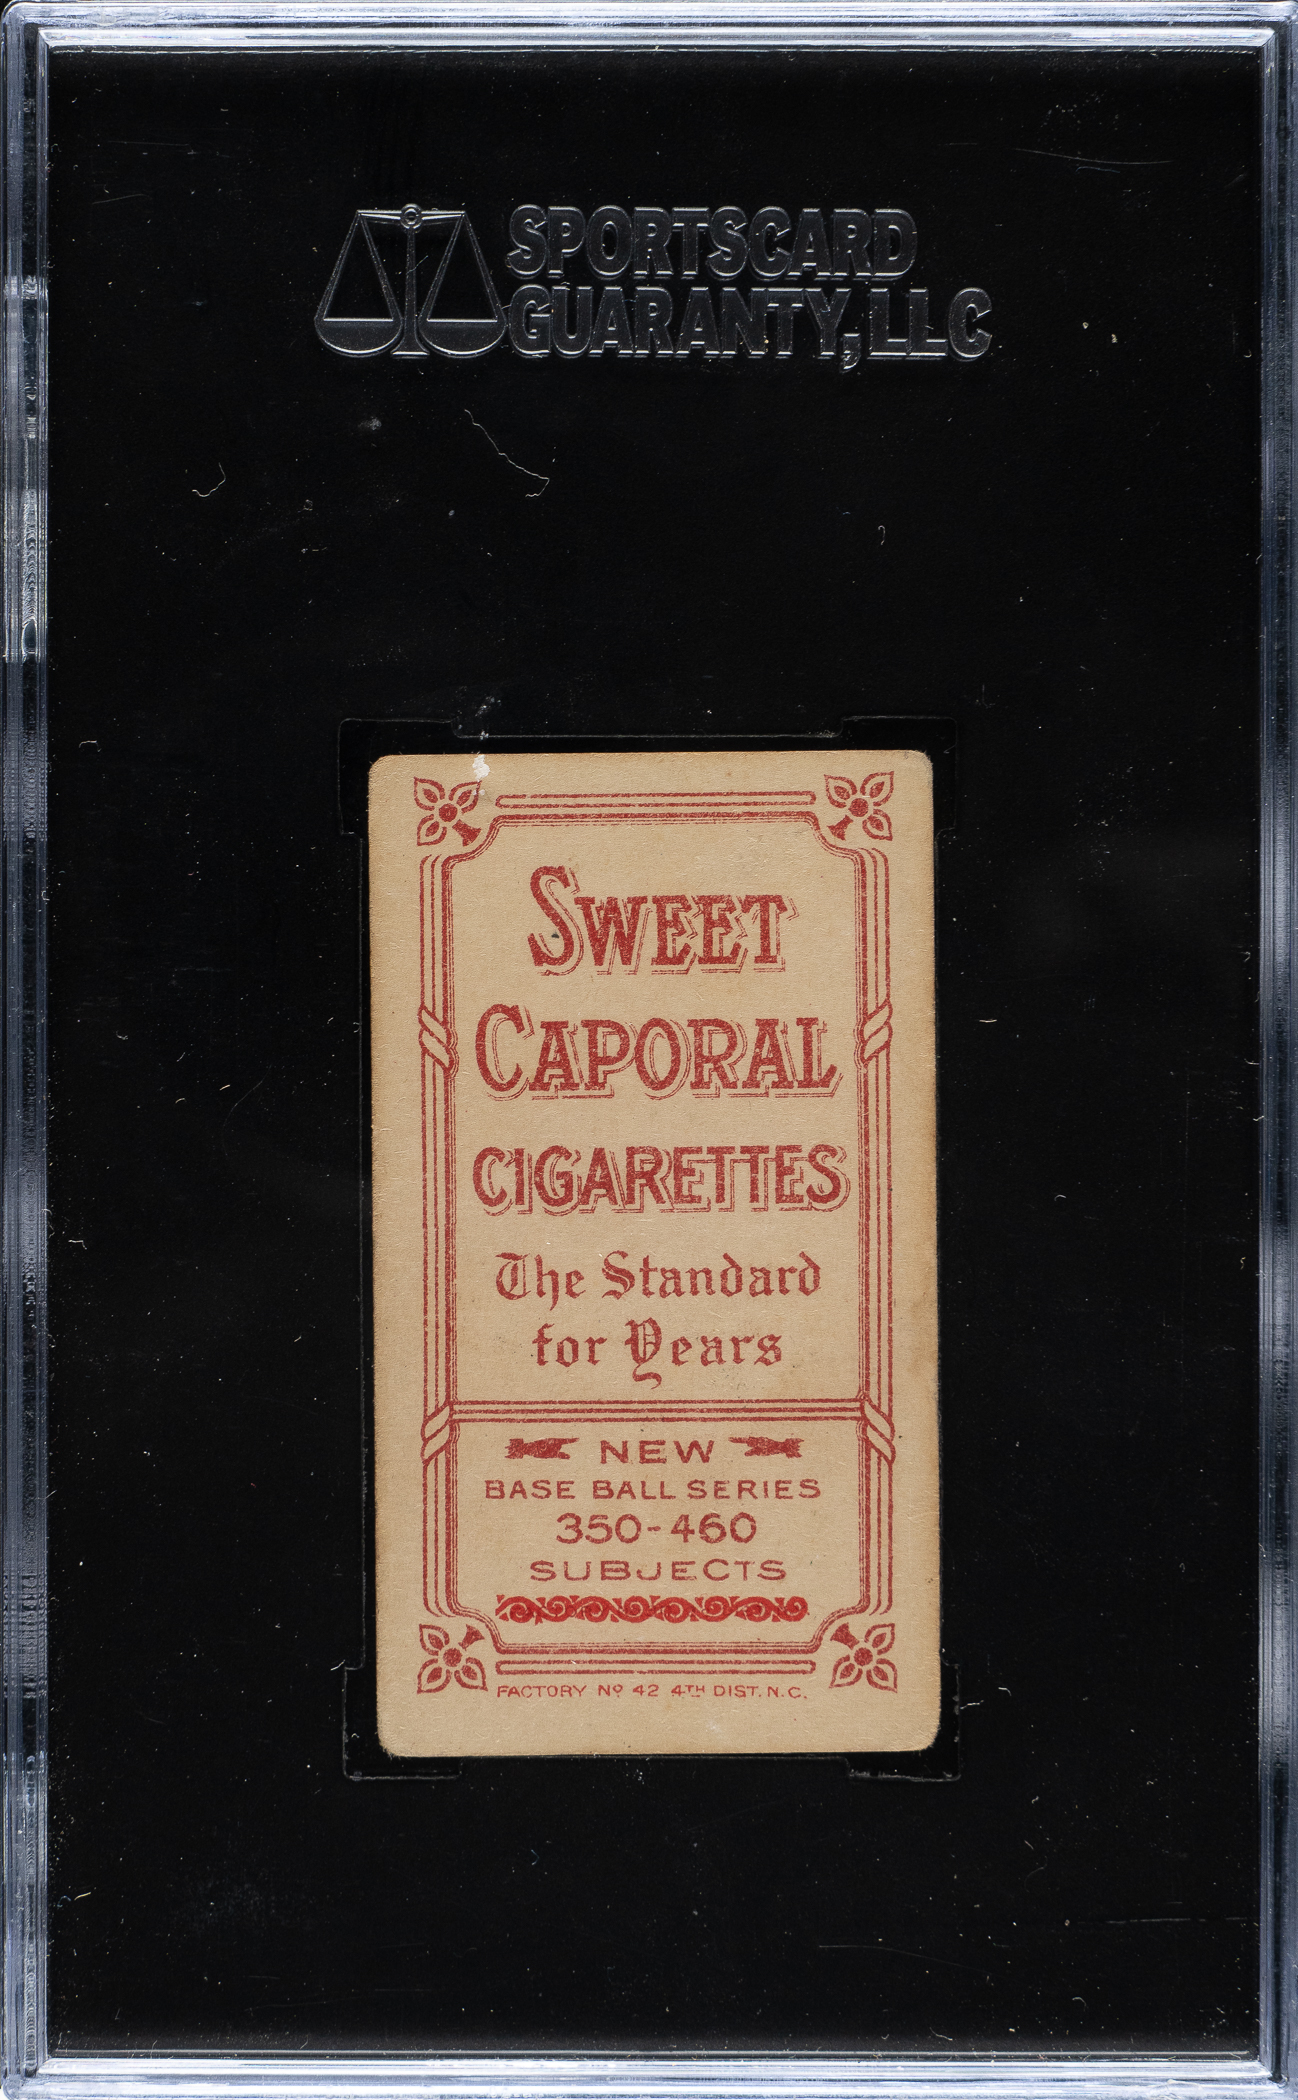 SPORTSCARD
GUARANTY, LLC
SWEET
CAPORAL
CIGARETTES
The Standard
for Years
NEW
BASE BALL SERIES
350-460
SUBJECTS
FACTORY Nº 42 4TH DIST. N.C.